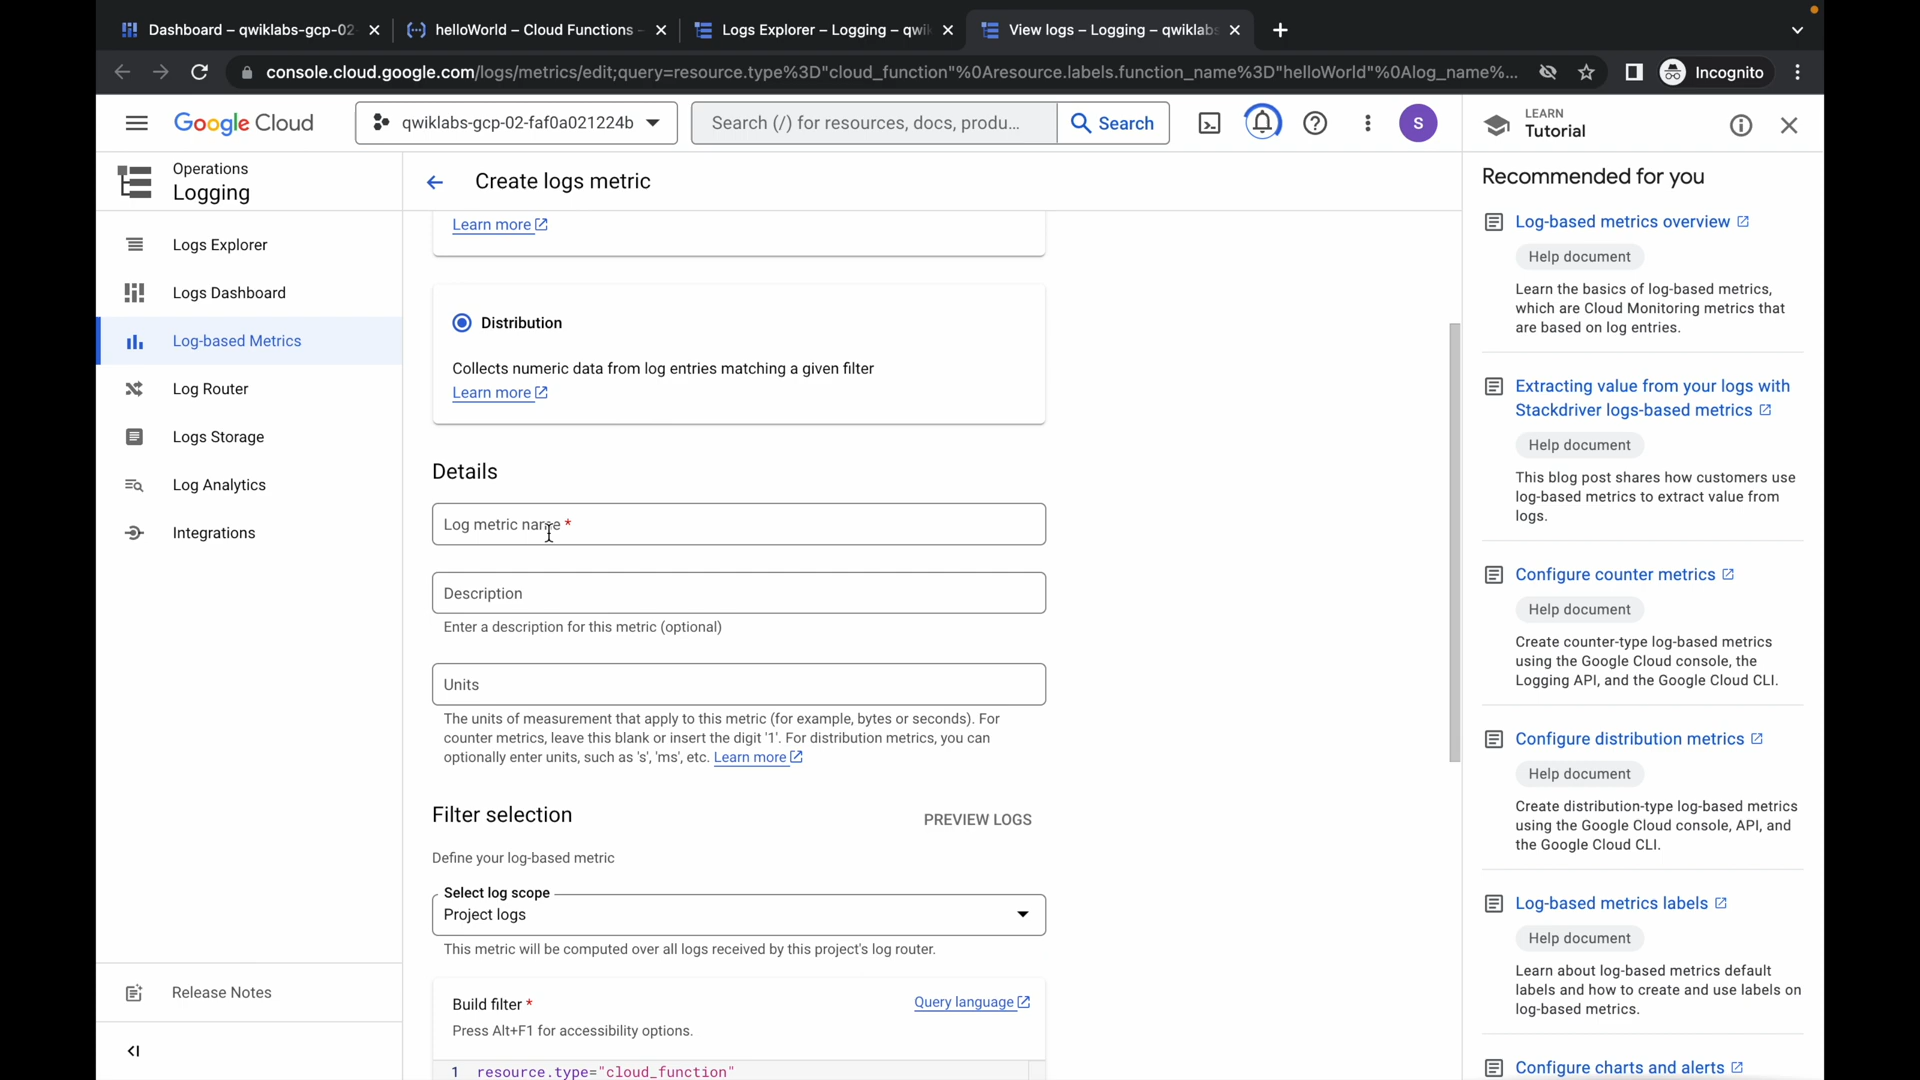 Dashboard – qwiklabs-gcp-02
helloWorld – Cloud Functions
Logs Explorer – Logging – qwi
View logs – Logging – qwiklabs
console.cloud.google.com/logs/metrics/edit;query=resource.type%3D"cloud_function"%0Aresource.labels.function_name%3D"helloWorld"%0Alog_name%...
Incognito
Google Cloud
qwiklabs-gcp-02-faf0a021224b
Search (/) for resources, docs, produ...
Search
S
LEARN
Tutorial
Operations
Logging
Logs Explorer
Logs Dashboard
Log-based Metrics
Log Router
Logs Storage
Log Analytics
Integrations
Release Notes
Create logs metric
Learn more
Distribution
Collects numeric data from log entries matching a given filter
Learn more
Details
Log metric name *
Description
Enter a description for this metric (optional)
Units
The units of measurement that apply to this metric (for example, bytes or seconds). For
counter metrics, leave this blank or insert the digit '1'. For distribution metrics, you can
optionally enter units, such as 's', 'ms', etc. Learn more
Filter selection
PREVIEW LOGS
Define your log-based metric
Select log scope
Project logs
This metric will be computed over all logs received by this project's log router.
Build filter *
Query language
Press Alt+F1 for accessibility options.
1 resource.type="cloud_function"
Recommended for you
Log-based metrics overview
Help document
Learn the basics of log-based metrics,
which are Cloud Monitoring metrics that
are based on log entries.
Extracting value from your logs with
Stackdriver logs-based metrics
Help document
This blog post shares how customers use
log-based metrics to extract value from
logs.
Configure counter metrics
Help document
Create counter-type log-based metrics
using the Google Cloud console, the
Logging API, and the Google Cloud CLI.
Configure distribution metrics
Help document
Create distribution-type log-based metrics
using the Google Cloud console, API, and
the Google Cloud CLI.
Log-based metrics labels
Help document
Learn about log-based metrics default
labels and how to create and use labels on
log-based metrics.
Configure charts and alerts